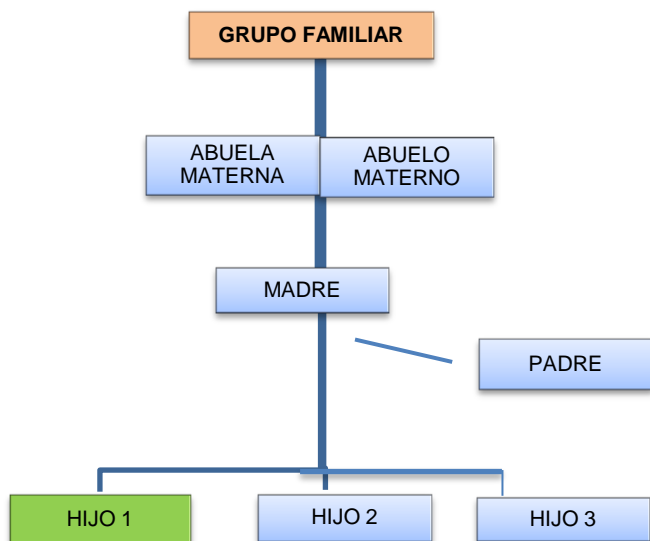 GRUPO FAMILIAR
ABUELA
MATERNA
ABUELO
MATERNO
MADRE
PADRE
HIJO 1
HIJO 2
HIJO 3